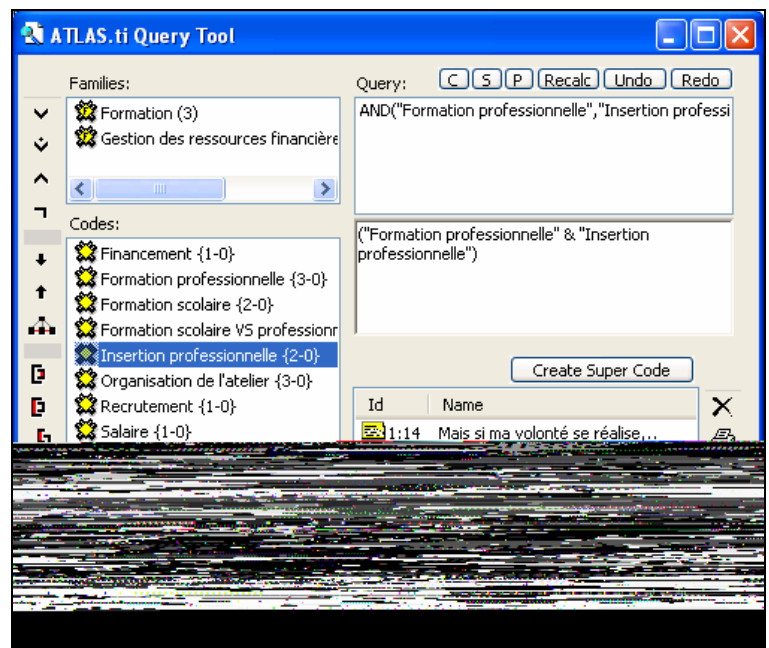 ATLAS.ti Query Tool
Families:
Formation (3)
Gestion des ressources financière
Codes:
Financement {1-0}
Formation professionnelle {3-0}
Formation scolaire {2-0}
Formation scolaire VS professionr
Insertion professionnelle {2-0}
Organisation de l'atelier {3-0}
Recrutement {1-0}
Salaire {1-0}
Query:
C S P Recalc Undo Redo
AND("Formation professionnelle","Insertion professi
("Formation professionnelle" & "Insertion
professionnelle")
Create Super Code
Id Name
1:14 Mais si ma volonté se réalise...